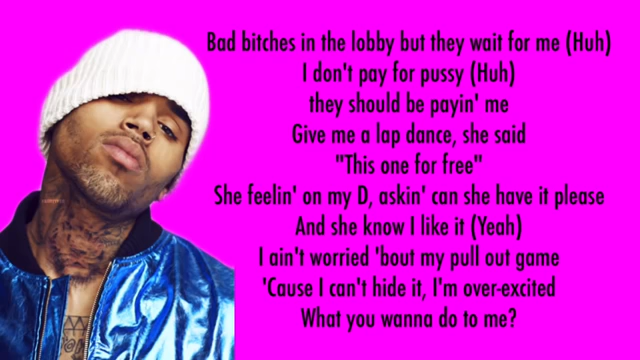 Bad bitches in the lobby but they wait for me (Huh)
I don't pay for pussy (Huh)
they should be payin' me
Give me a lap dance, she said
"This one for free"
She feelin' on my D, askin' can she have it please
And she know I like it (Yeah)
I ain't worried 'bout my pull out game
'Cause I can't hide it, I'm over-excited
What you wanna do to me?